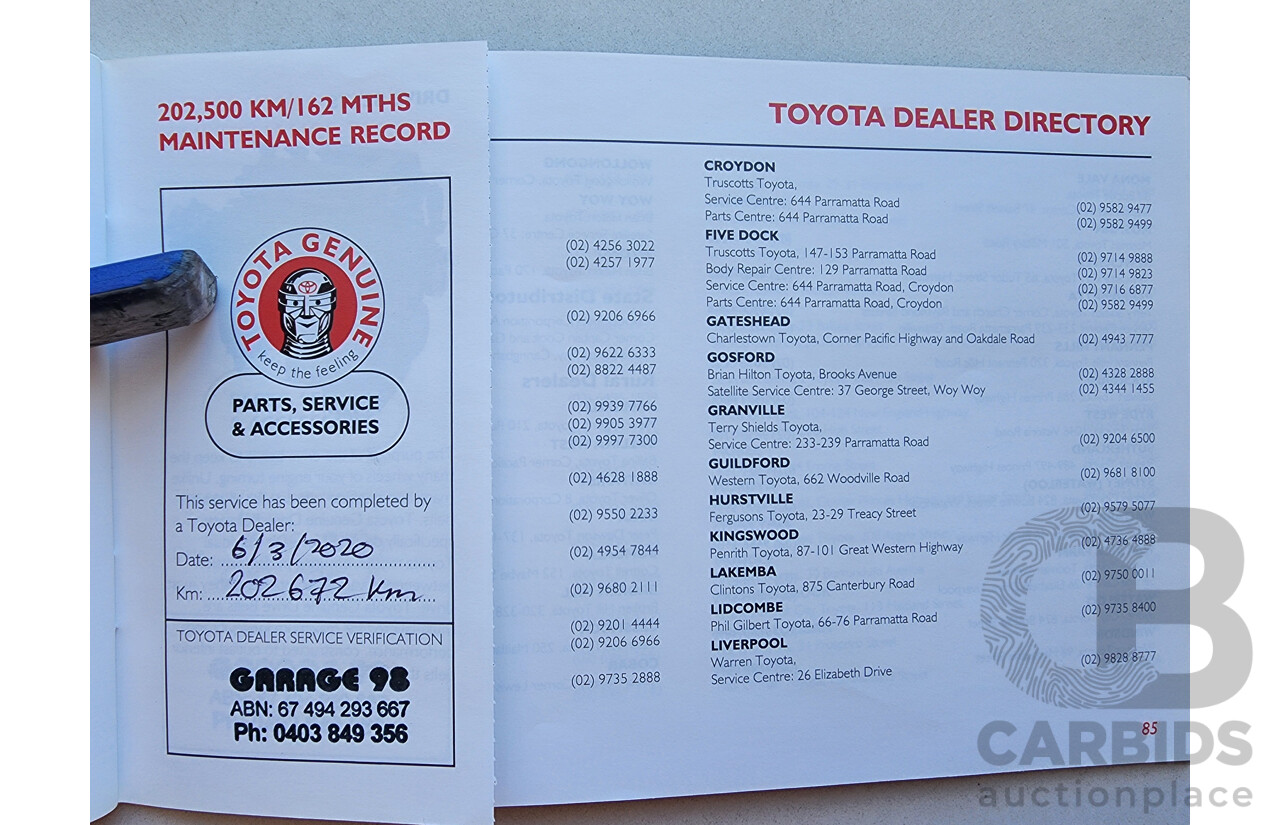 202,500 KM/162 MTHS
MAINTENANCE RECORD
TOYOTA GENUINE
keep the feeling
PARTS, SERVICE
& ACCESSORIES
This service has been completed by
a Toyota Dealer:
Date: 6/3/2020
Km: 202672 Km
TOYOTA DEALER SERVICE VERIFICATION
GARAGE 98
ABN: 67 494 293 667
Ph: 0403 849 356
(02) 4256 3022
(02) 4257 1977
(02) 9206 6966
(02) 9622 6333
(02) 8822 4487
(02) 9939 7766
(02) 9905 3977
(02) 9997 7300
(02) 4628 1888
(02) 9550 2233
(02) 4954 7844
(02) 9680 2111
(02) 9201 4444
(02) 9206 6966
(02) 9735 2888
TOYOTA DEALER DIRECTORY
CROYDON
Truscotts Toyota,
Service Centre: 644 Parramatta Road (02) 9582 9477
Parts Centre: 644 Parramatta Road (02) 9582 9499
FIVE DOCK
Truscotts Toyota, 147-153 Parramatta Road (02) 9714 9888
Body Repair Centre: 129 Parramatta Road (02) 9714 9823
Service Centre: 644 Parramatta Road, Croydon (02) 9716 6877
Parts Centre: 644 Parramatta Road, Croydon (02) 9582 9499
GATESHEAD
Charlestown Toyota, Corner Pacific Highway and Oakdale Road (02) 4943 7777
GOSFORD
Brian Hilton Toyota, Brooks Avenue (02) 4328 2888
Satellite Service Centre: 37 George Street, Woy Woy (02) 4344 1455
GRANVILLE
Terry Shields Toyota,
Service Centre: 233-239 Parramatta Road (02) 9204 6500
GUILDFORD
Western Toyota, 662 Woodville Road (02) 9681 8100
HURSTVILLE
Fergusons Toyota, 23-29 Treacy Street (02) 9579 5077
KINGSWOOD
Penrith Toyota, 87-101 Great Western Highway (02) 4736 4888
LAKEMBA
Clintons Toyota, 875 Canterbury Road (02) 9750 0011
LIDCOMBE
Phil Gilbert Toyota, 66-76 Parramatta Road (02) 9735 8400
LIVERPOOL
Warren Toyota,
Service Centre: 26 Elizabeth Drive (02) 9828 8777
85
CB
CARBIDS
auctionplace